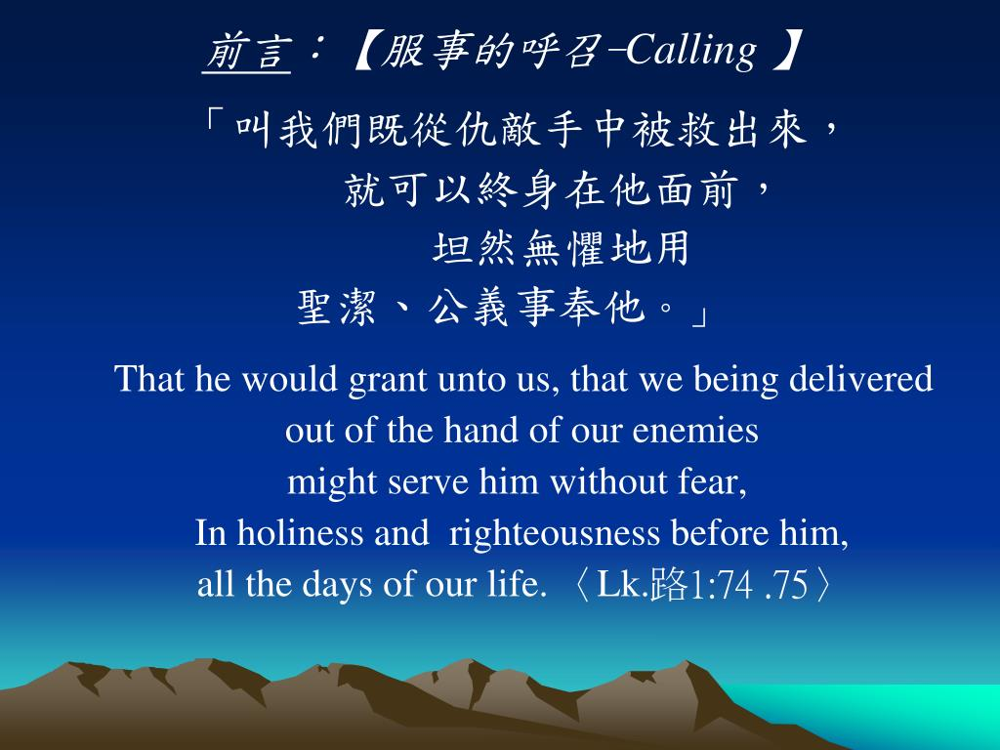 前言：【服事的呼召-Calling 】
「叫我們既從仇敵手中被救出來，
就可以終身在他面前，
坦然無懼地用
聖潔、公義事奉他。」
That he would grant unto us, that we being delivered
out of the hand of our enemies
might serve him without fear,
In holiness and  righteousness before him,
all the days of our life. 〈Lk.路1:74 .75〉